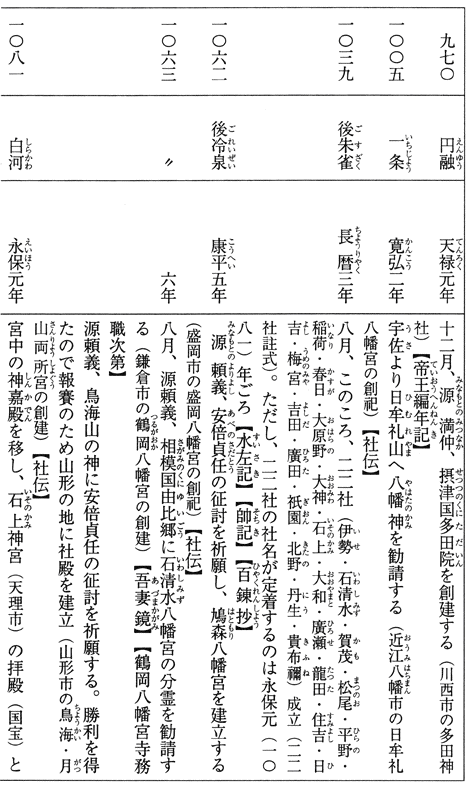 九七〇 円融 天禄元年 十二月、源満仲、摂津国多田院を創建する（川西市の多田神
社）【帝王編年記】
一〇〇五 一条 寛弘二年 宇佐より日牟礼山へ八幡神を勧請する（近江八幡市の日牟礼
八幡宮の創祀）【社伝】
一〇三九 後朱雀 長暦三年 八月、このころ、二二社（伊勢・石清水・賀茂・松尾・平野・
稲荷・春日・大原野・大神・石上・大和・廣瀬・龍田・住吉・日
吉・梅宮・吉田・廣田・祇園・北野・丹生・貴布禰）成立（二二
社註式）。ただし、二二社の社名が定着するのは永保元（一〇
八一）年ごろ【水左記】【帥記】【百錬抄】
一〇六二 後冷泉 康平五年 源頼義、安倍貞任の征討を祈願し、鳩森八幡宮を建立する
（盛岡市の盛岡八幡宮の創祀）【社伝】
一〇六三 〃 六年 八月、源頼義、相模国由比郷に石清水八幡宮の分霊を勧請す
る（鎌倉市の鶴岡八幡宮の創建）【吾妻鏡】【鶴岡八幡宮寺務
職次第】
源頼義、鳥海山の神に安倍貞任の征討を祈願する。勝利を得
たので報賽のため山形の地に社殿を建立（山形市の鳥海・月
山両所宮の創建）【社伝】
一〇八一 白河 永保元年 宮中の神嘉殿を移し、石上神宮（天理市）の拝殿（国宝）と